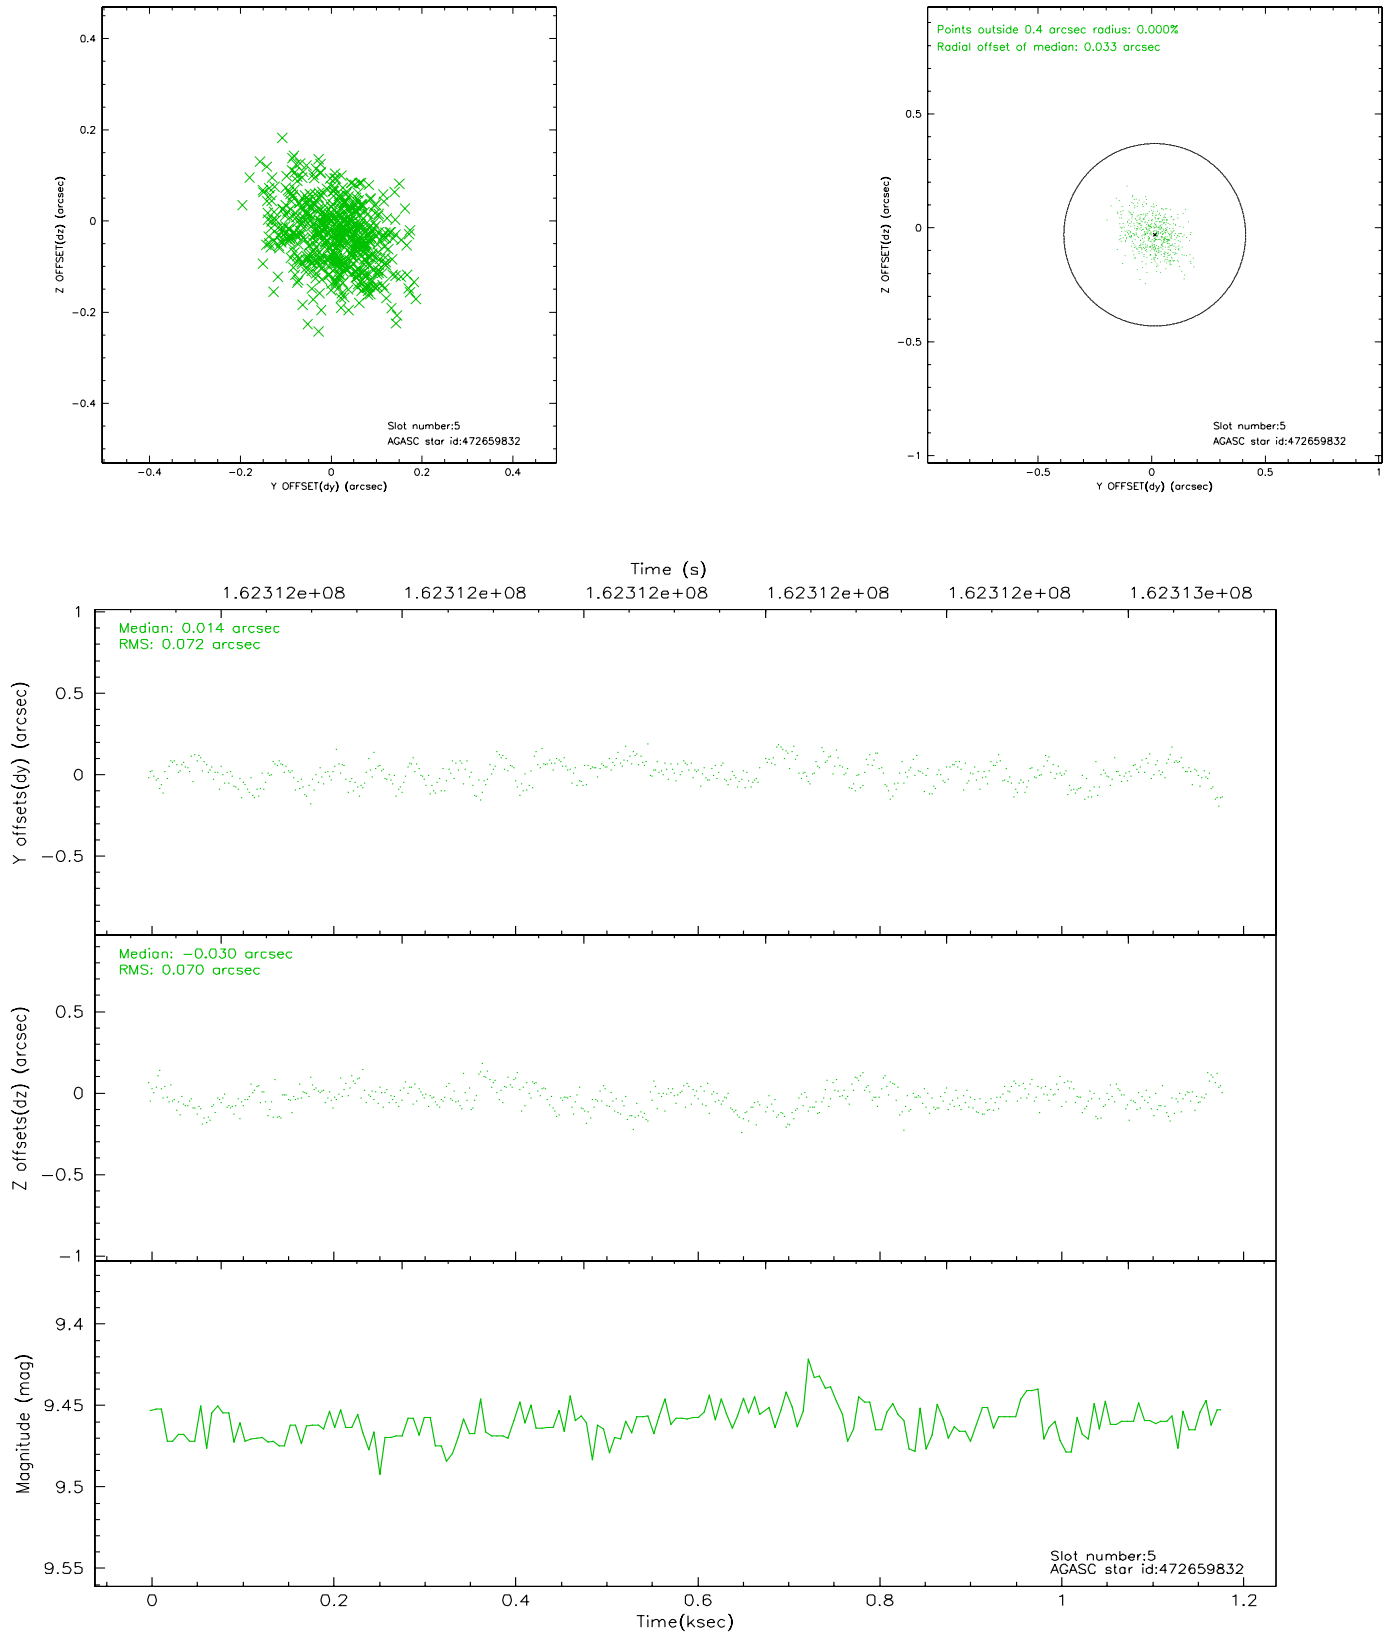 0.4
0.2
0
−0.2
−0.4
Z OFFSET(dz) (arcsec)
−0.4
−0.2
0
0.2
0.4
Y OFFSET(dy) (arcsec)
Slot number:5
AGASC star id:472659832
Points outside 0.4 arcsec radius: 0.000%
Radial offset of median: 0.033 arcsec
0.5
0
−0.5
−1
Z OFFSET(dz) (arcsec)
−0.5
0
0.5
1
Y OFFSET(dy) (arcsec)
Slot number:5
AGASC star id:472659832
Time (s)
1.62312e+08
1.62312e+08
1.62312e+08
1.62312e+08
1.62312e+08
1.62313e+08
1
0.5
0
−0.5
Y offsets(dy) (arcsec)
Median: 0.014 arcsec
RMS: 0.072 arcsec
0.5
0
−0.5
−1
Z offsets(dz) (arcsec)
Median: −0.030 arcsec
RMS: 0.070 arcsec
9.4
9.45
9.5
9.55
Magnitude (mag)
Slot number:5
AGASC star id:472659832
0
0.2
0.4
0.6
0.8
1
1.2
Time(ksec)